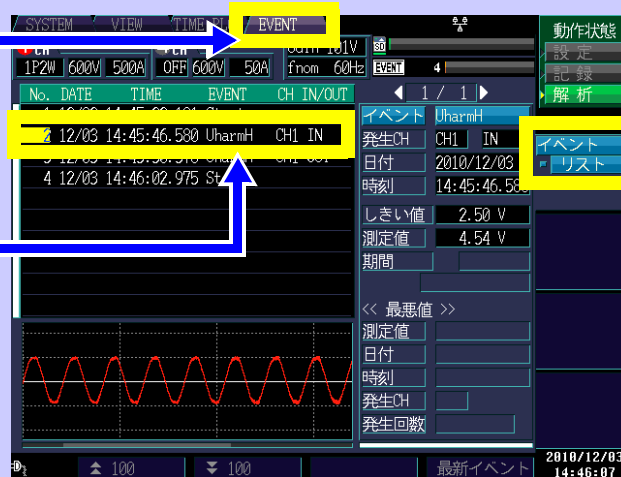 SYSTEM VIEW TIME PL EVENT
CH
Udin 101V SD
1P2W 600V 500A OFF 600V 50A fnom 60Hz EVENT 4
No. DATE TIME EVENT CH IN/OUT
1 / 1
2 12/03 14:45:46.580 UharmH CH1 IN
4 12/03 14:46:02.975 St
イベント UharmH
発生CH CH1 IN
日付 2010/12/03
時刻 14:45:46.580
しきい値 2.50 V
測定値 4.54 V
期間
<< 最悪値 >>
測定値
日付
時刻
発生CH
発生回数
動作状態
設定
記録
解析
イベント
リスト
100 100 最新イベント
2010/12/03
14:46:07